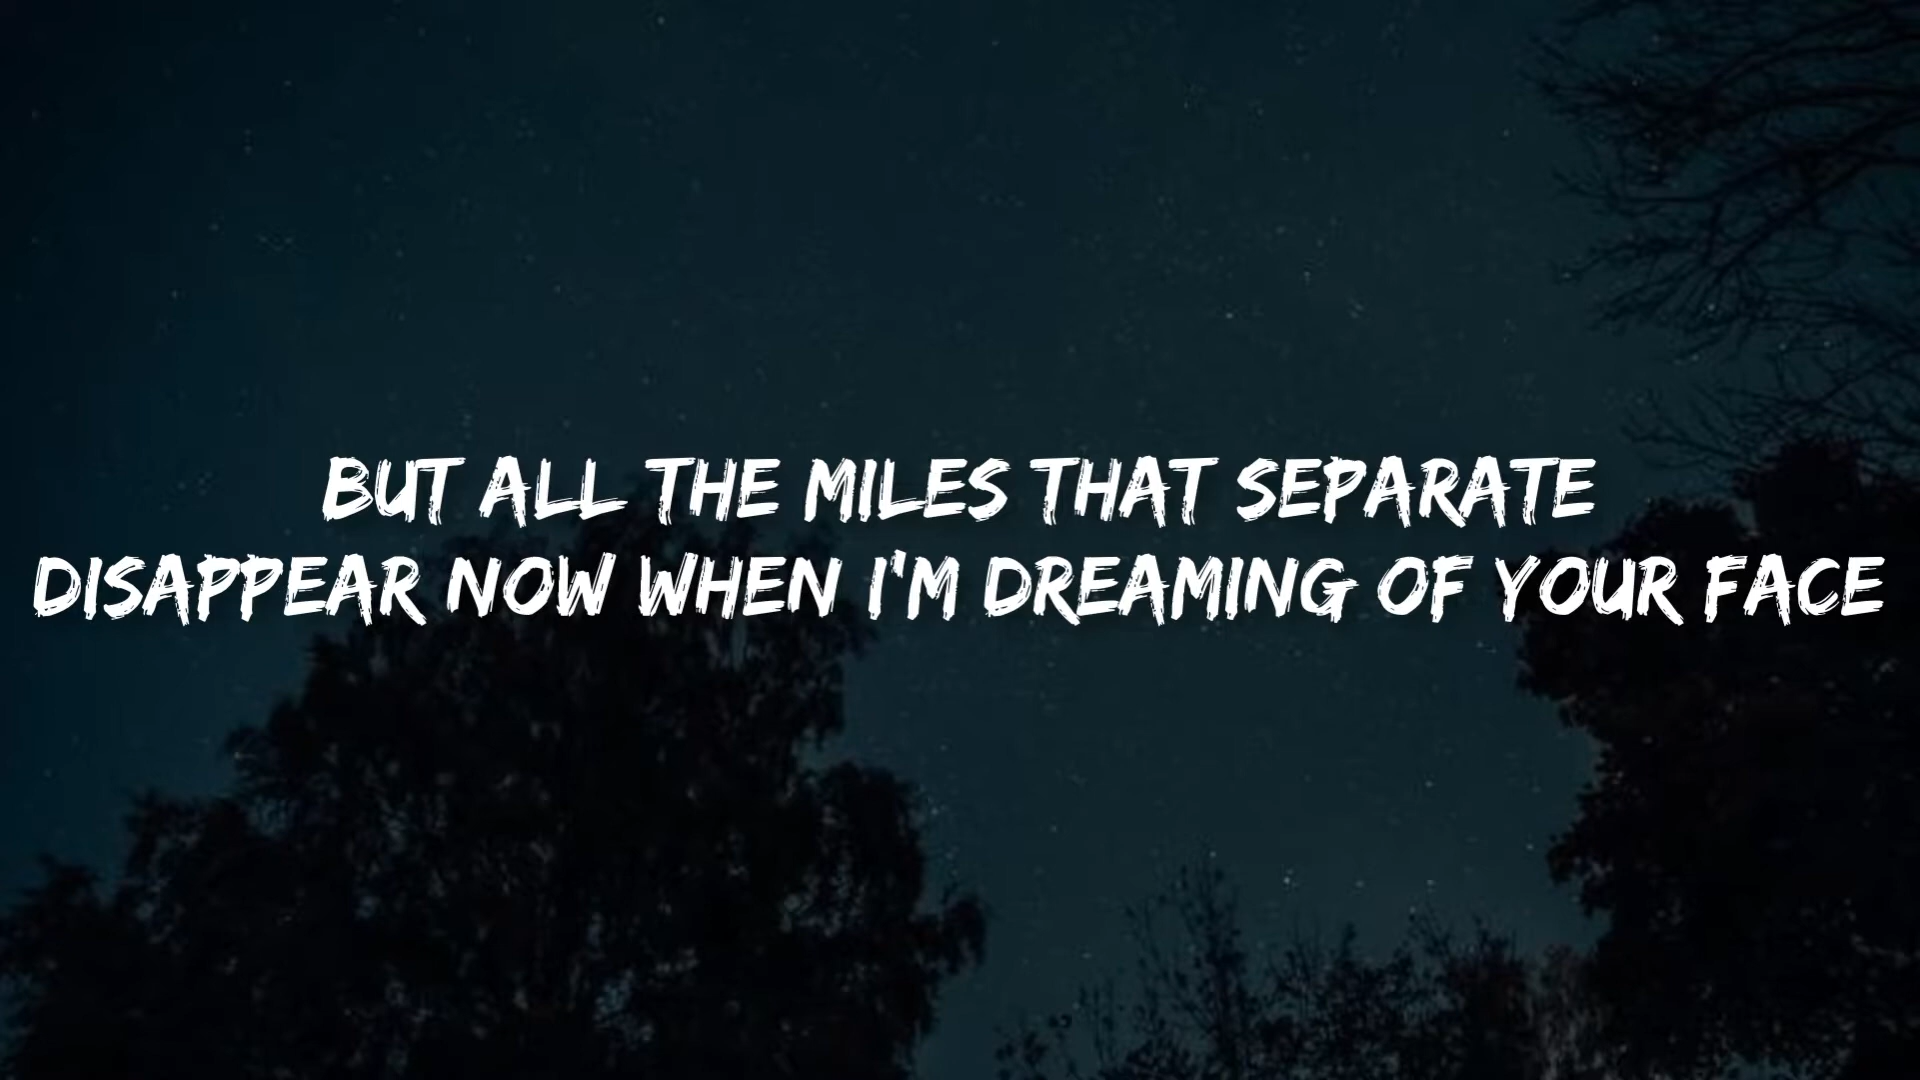 BUT ALL THE MILES THAT SEPARATE
DISAPPEAR NOW WHEN I'M DREAMING OF YOUR FACE